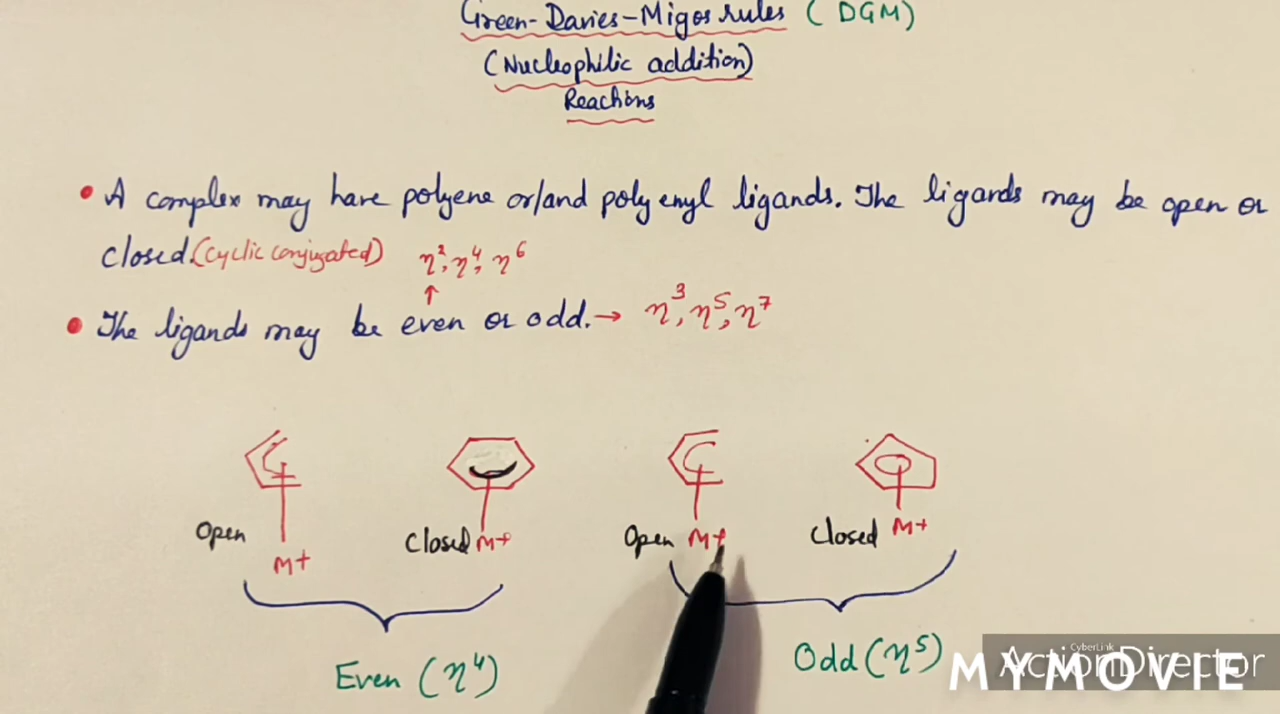 Green-Davies-Migos rules (DGM)
(Nucleophilic addition)
Reactions
• A complex may have polyene or/and polyenyl ligands. The ligands may be open or
closed. (cyclic conjugated) η², η⁴, η⁶
• The ligands may be even or odd. → η³, η⁵, η⁷
Open M+
Closed M+
Open M+
Closed M+
Even (η⁴)
Odd (η⁵)
CyberLink
ActionDirector
MYMOVIE